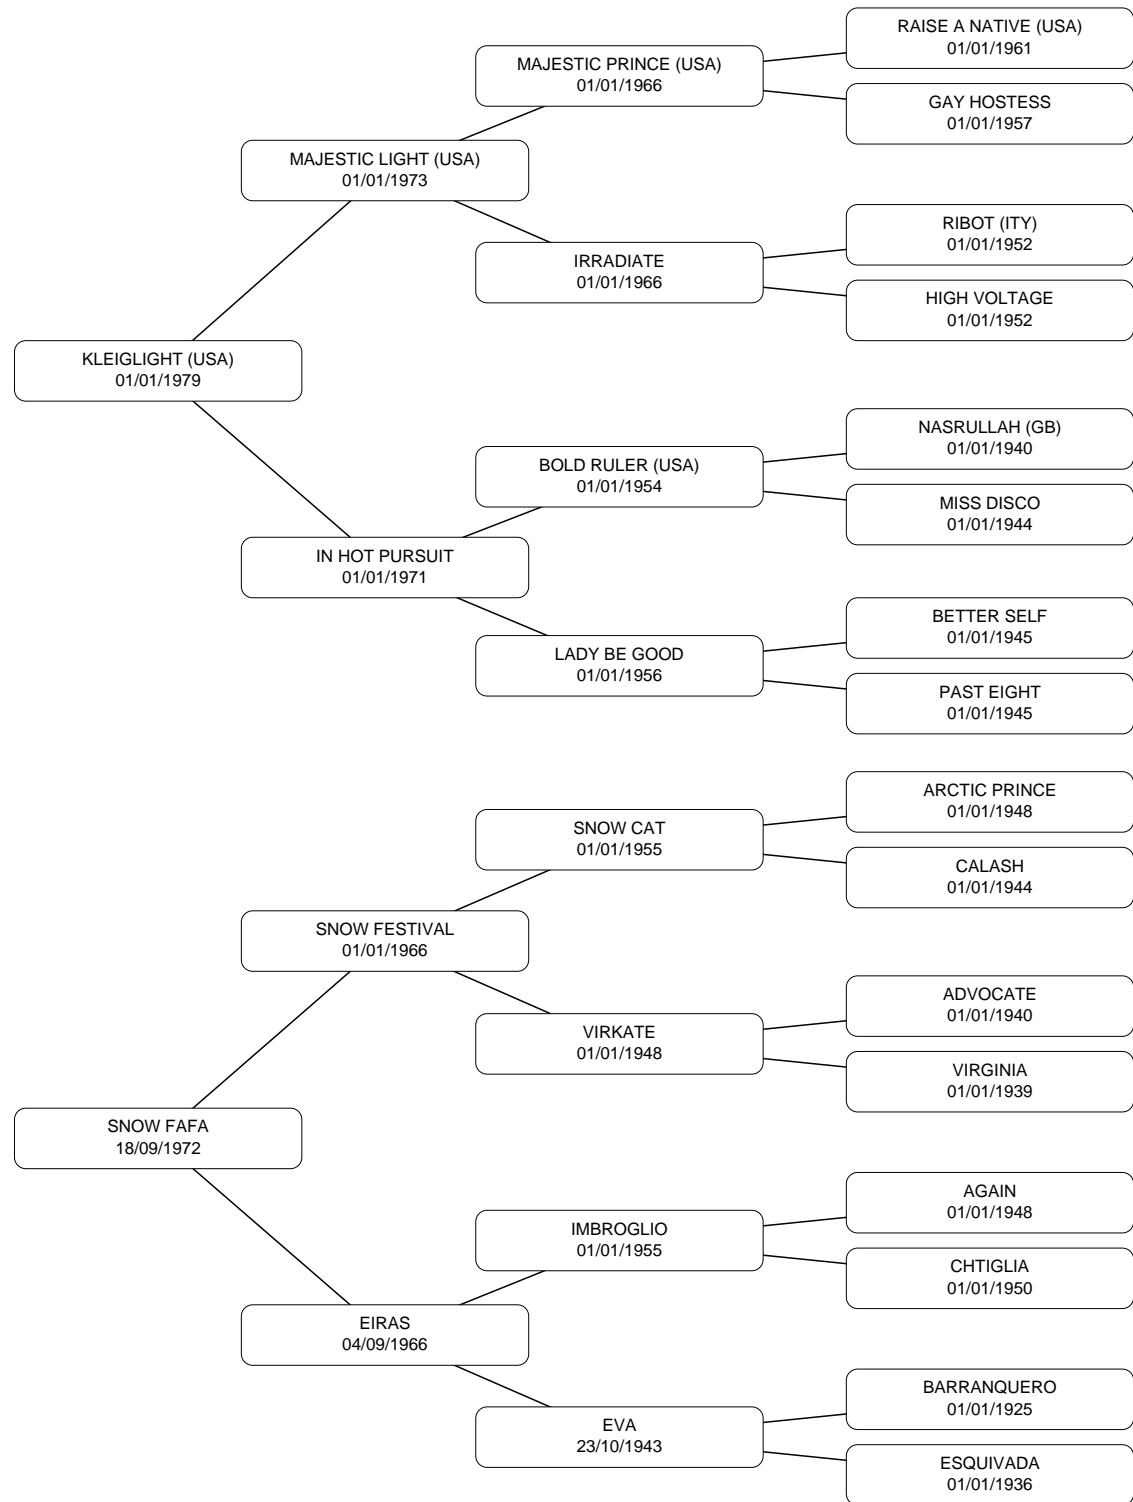 RAISE A NATIVE (USA)
01/01/1961
MAJESTIC PRINCE (USA)
01/01/1966
GAY HOSTESS
01/01/1957
MAJESTIC LIGHT (USA)
01/01/1973
RIBOT (ITY)
01/01/1952
IRRADIATE
01/01/1966
HIGH VOLTAGE
01/01/1952
KLEIGLIGHT (USA)
01/01/1979
NASRULLAH (GB)
01/01/1940
BOLD RULER (USA)
01/01/1954
MISS DISCO
01/01/1944
IN HOT PURSUIT
01/01/1971
BETTER SELF
01/01/1945
LADY BE GOOD
01/01/1956
PAST EIGHT
01/01/1945
ARCTIC PRINCE
01/01/1948
SNOW CAT
01/01/1955
CALASH
01/01/1944
SNOW FESTIVAL
01/01/1966
ADVOCATE
01/01/1940
VIRKATE
01/01/1948
VIRGINIA
01/01/1939
SNOW FAFA
18/09/1972
AGAIN
01/01/1948
IMBROGLIO
01/01/1955
CHTIGLIA
01/01/1950
EIRAS
04/09/1966
BARRANQUERO
01/01/1925
EVA
23/10/1943
ESQUIVADA
01/01/1936